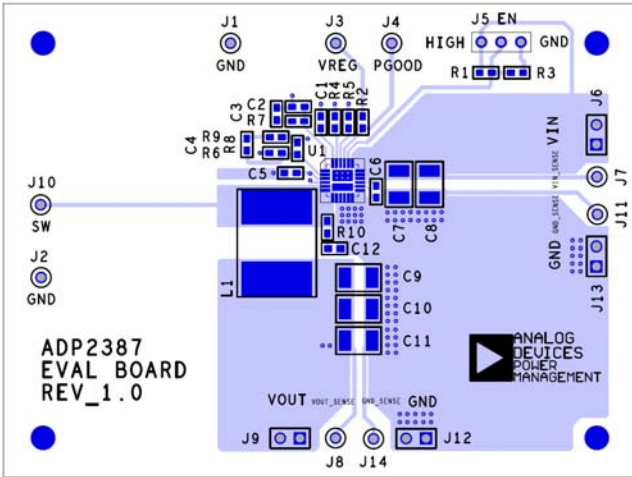 J1
GND
J3
VREG
J4
PGOOD
J5 EN
HIGH
GND
R1
R3
J6
VIN
C3
C2
R7
C1
R4
R5
R2
C4
R8
R9
R6
U1
C5
C6
C7
C8
VIN_SENSE
J7
GND_SENSE
J11
J10
SW
J2
GND
L1
R10
C12
C9
C10
C11
GND
J13
ADP2387
EVAL BOARD
REV_1.0
ANALOG
DEVICES
POWER
MANAGEMENT
VOUT
VOUT_SENSE
GND_SENSE
GND
J9
J8
J14
J12